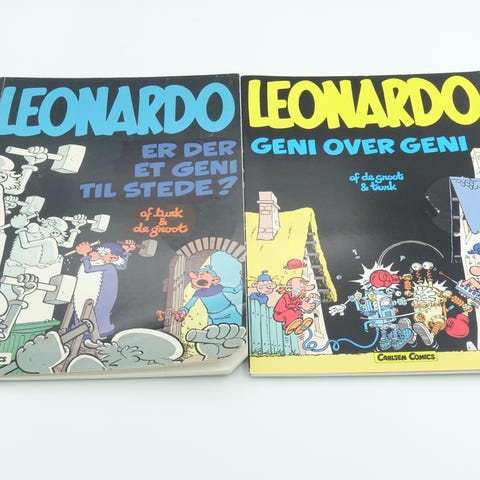 LEONARDO
ER DER
ET GENI
TIL STEDE?
af turk
&
de groot
LEONARDO
GENI OVER GENI
af de groot
& turk
CARLSEN COMICS